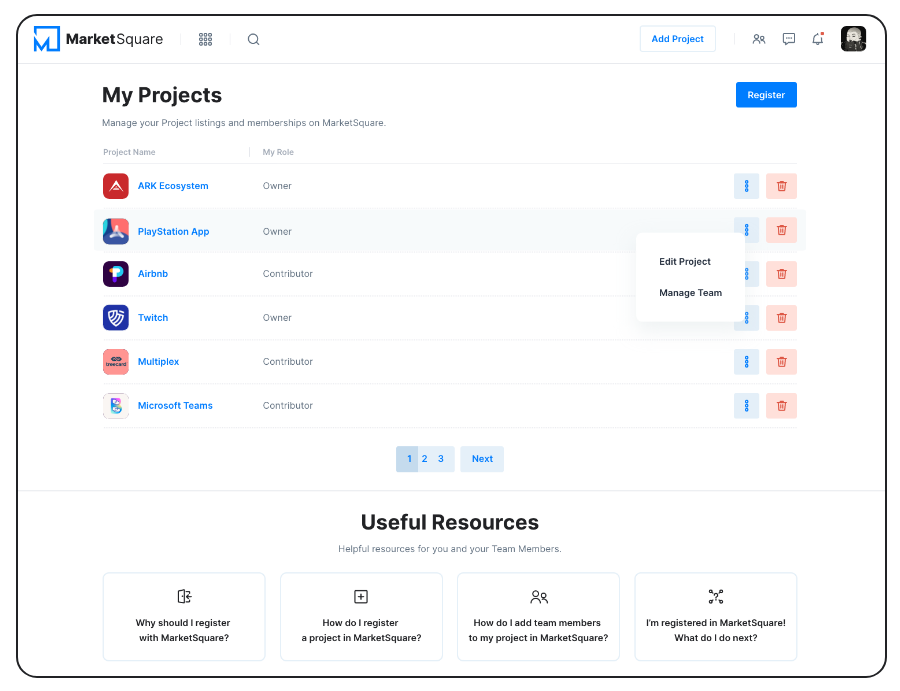 MarketSquare
Add Project
My Projects
Register
Manage your Project listings and memberships on MarketSquare.
Project Name
My Role
ARK Ecosystem
Owner
PlayStation App
Owner
Edit Project
Manage Team
Airbnb
Contributor
Twitch
Owner
Multiplex
Contributor
Microsoft Teams
Contributor
1 2 3 Next
Useful Resources
Helpful resources for you and your Team Members.
Why should I register
with MarketSquare?
How do I register
a project in MarketSquare?
How do I add team members
to my project in MarketSquare?
I'm registered in MarketSquare!
What do I do next?